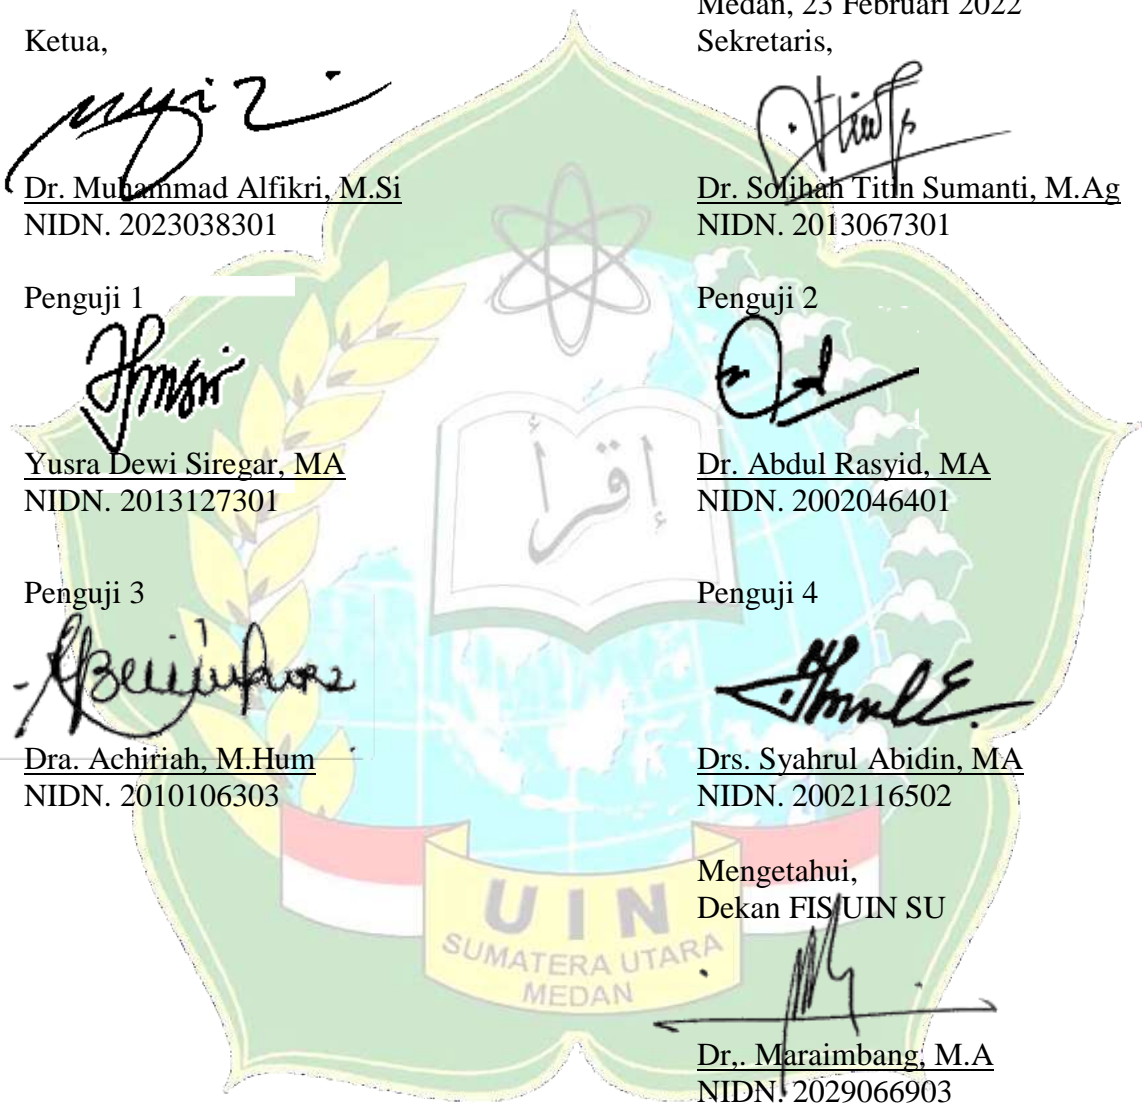 Medan, 23 Februari 2022
Ketua,
Sekretaris,
Dr. Muhammad Alfikri, M.Si
NIDN. 2023038301
Dr. Solihah Titin Sumanti, M.Ag
NIDN. 2013067301
Penguji 1
Yusra Dewi Siregar, MA
NIDN. 2013127301
Penguji 2
Dr. Abdul Rasyid, MA
NIDN. 2002046401
إقرأ
Penguji 3
Dra. Achiriah, M.Hum
NIDN. 2010106303
Penguji 4
Drs. Syahrul Abidin, MA
NIDN. 2002116502
Mengetahui,
Dekan FIS UIN SU
UIN
SUMATERA UTARA
MEDAN
Dr,. Maraimbang, M.A
NIDN. 2029066903